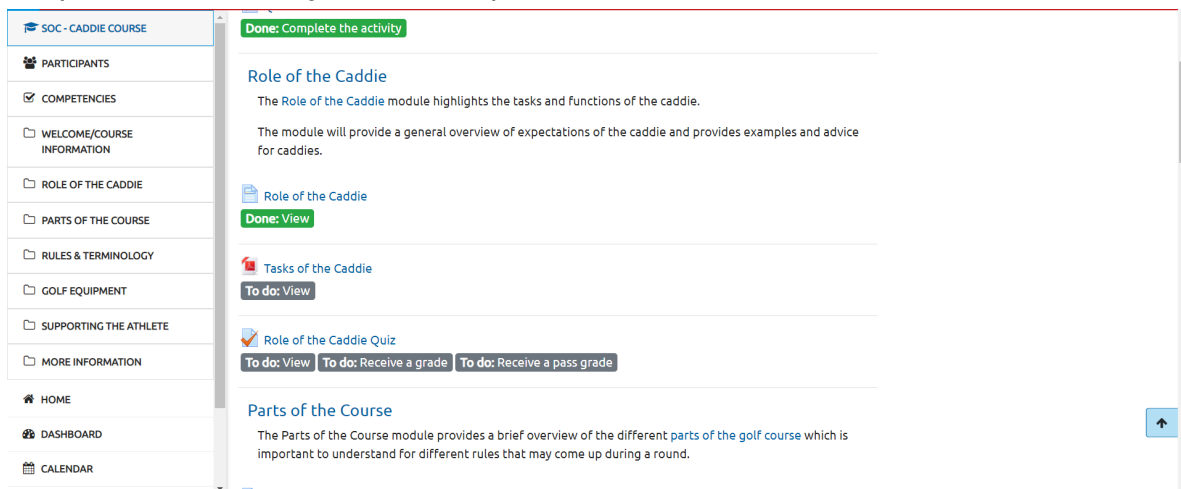 SOC - CADDIE COURSE
PARTICIPANTS
COMPETENCIES
WELCOME/COURSE
INFORMATION
ROLE OF THE CADDIE
PARTS OF THE COURSE
RULES & TERMINOLOGY
GOLF EQUIPMENT
SUPPORTING THE ATHLETE
MORE INFORMATION
HOME
DASHBOARD
CALENDAR
Done: Complete the activity
Role of the Caddie
The Role of the Caddie module highlights the tasks and functions of the caddie.
The module will provide a general overview of expectations of the caddie and provides examples and advice
for caddies.
Role of the Caddie
Done: View
Tasks of the Caddie
To do: View
Role of the Caddie Quiz
To do: View To do: Receive a grade To do: Receive a pass grade
Parts of the Course
The Parts of the Course module provides a brief overview of the different parts of the golf course which is
important to understand for different rules that may come up during a round.